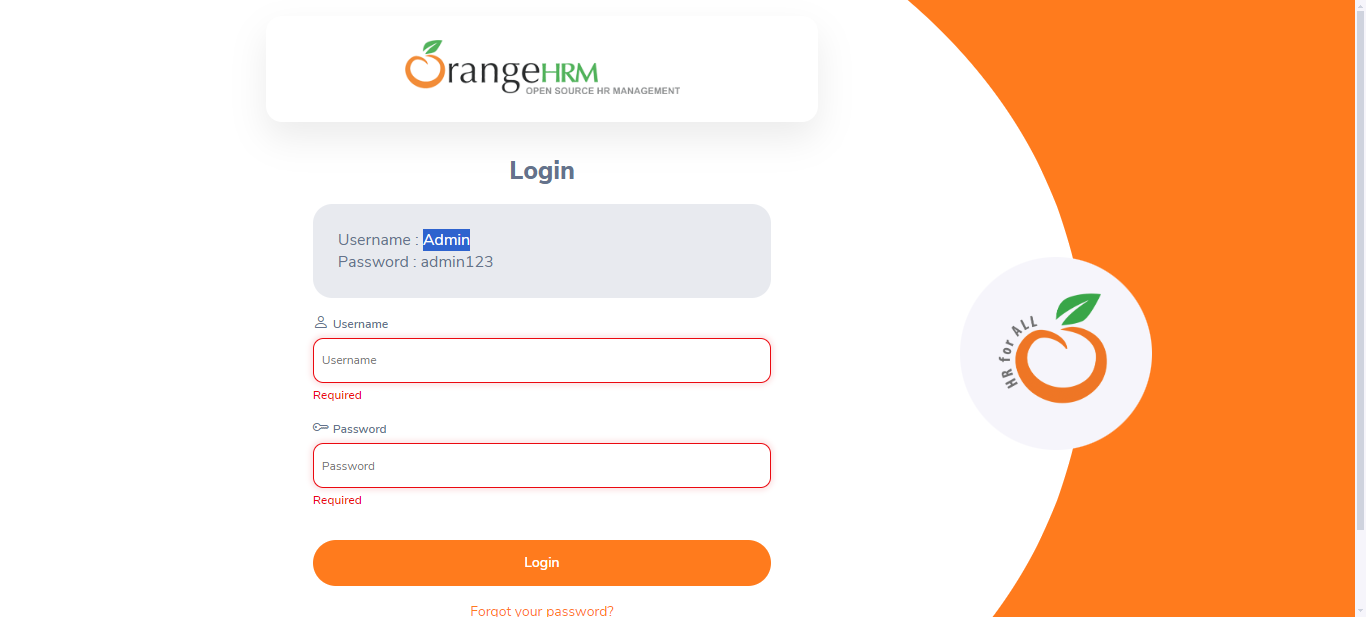 OrangeHRM
OPEN SOURCE HR MANAGEMENT
Login
Username : Admin
Password : admin123
Username
Username
Required
Password
Password
Required
Login
Forgot your password?
HR for ALL